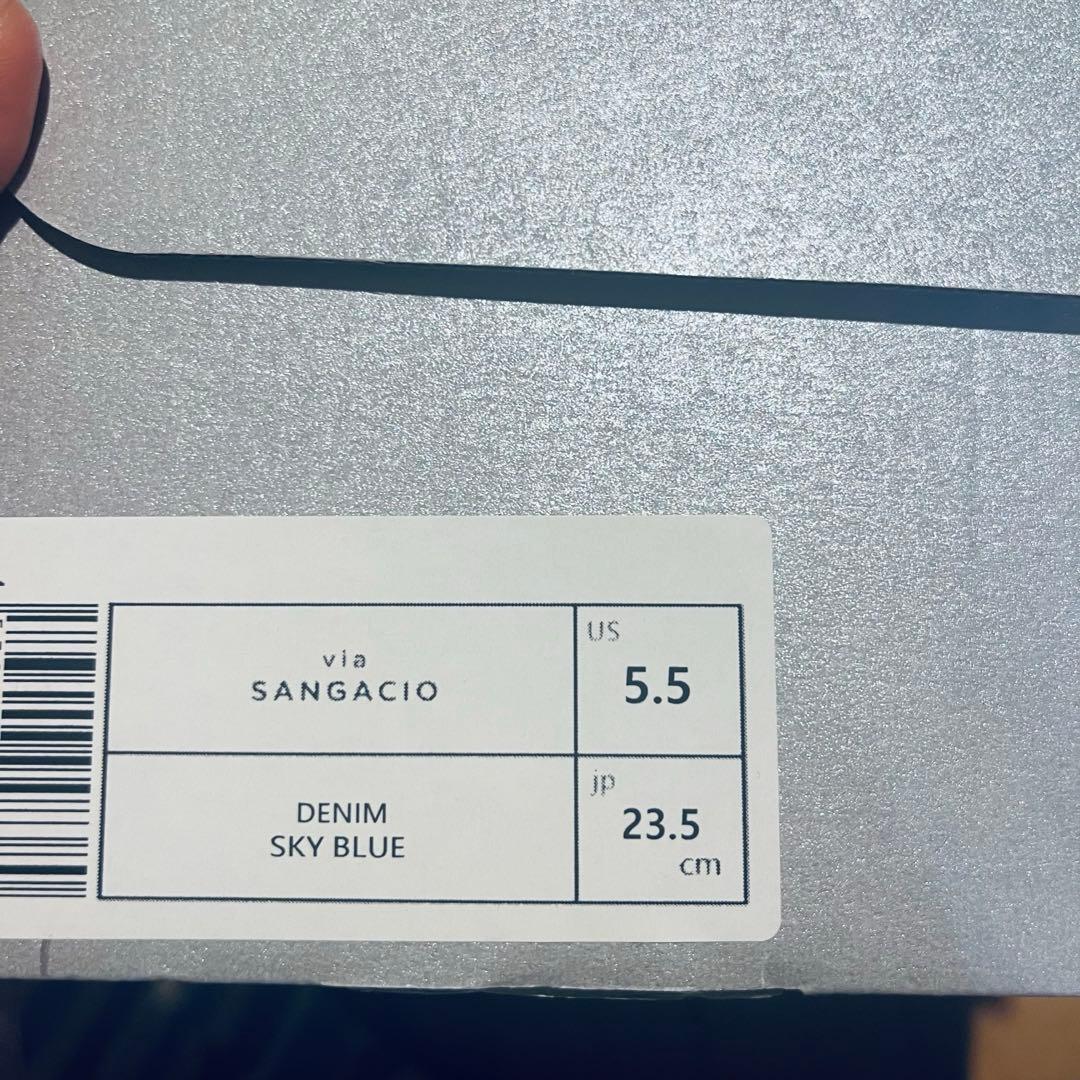 via
SANGACIO
US
5.5
DENIM
SKY BLUE
jp
23.5
cm